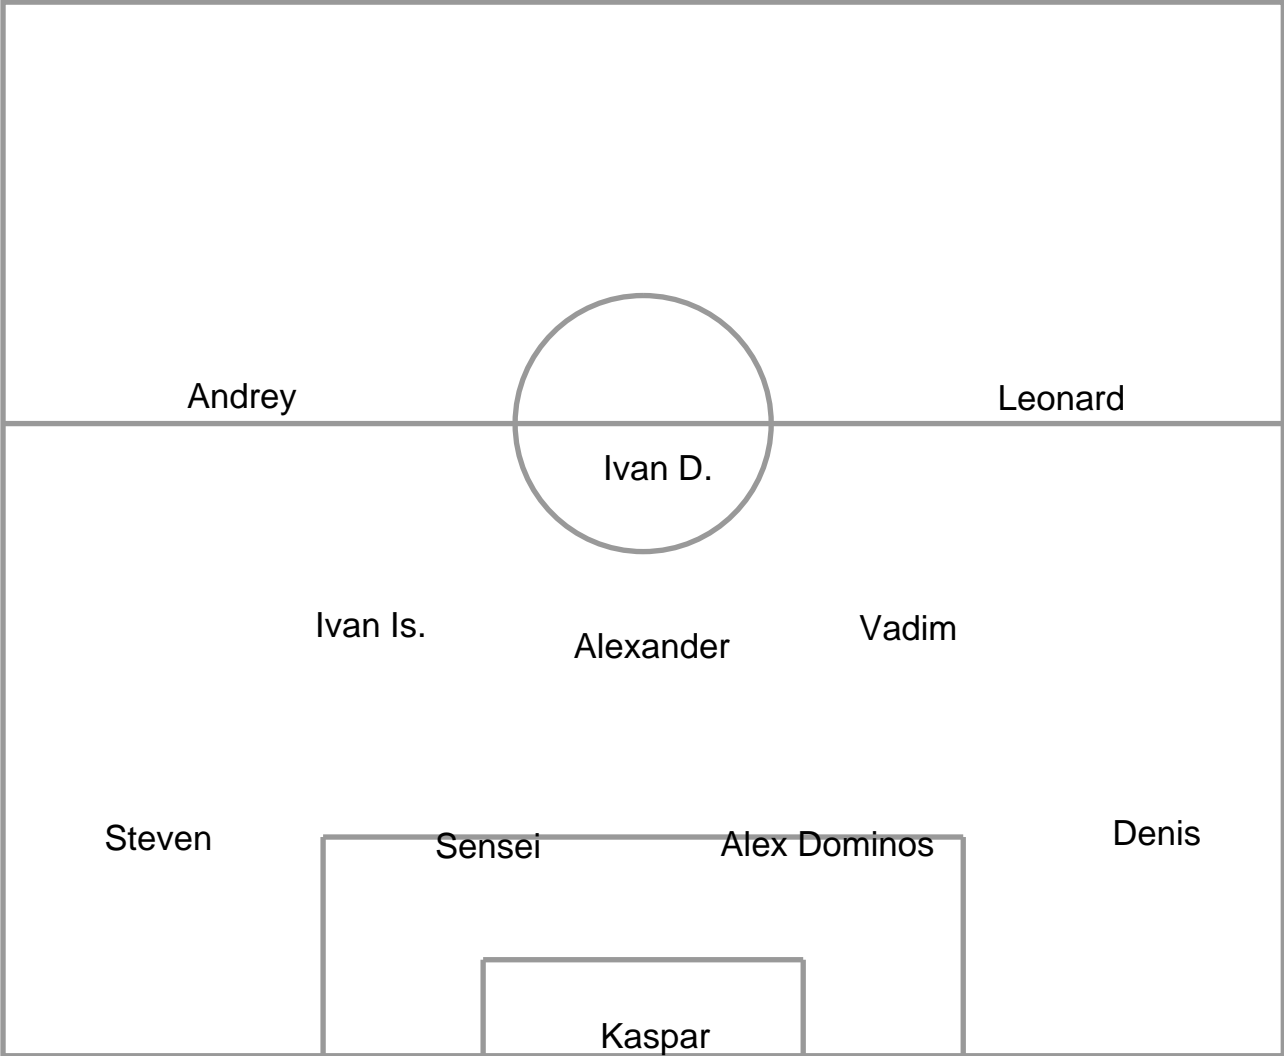 Andrey
Leonard
Ivan D.
Ivan Is.
Alexander
Vadim
Steven
Sensei
Alex Dominos
Denis
Kaspar